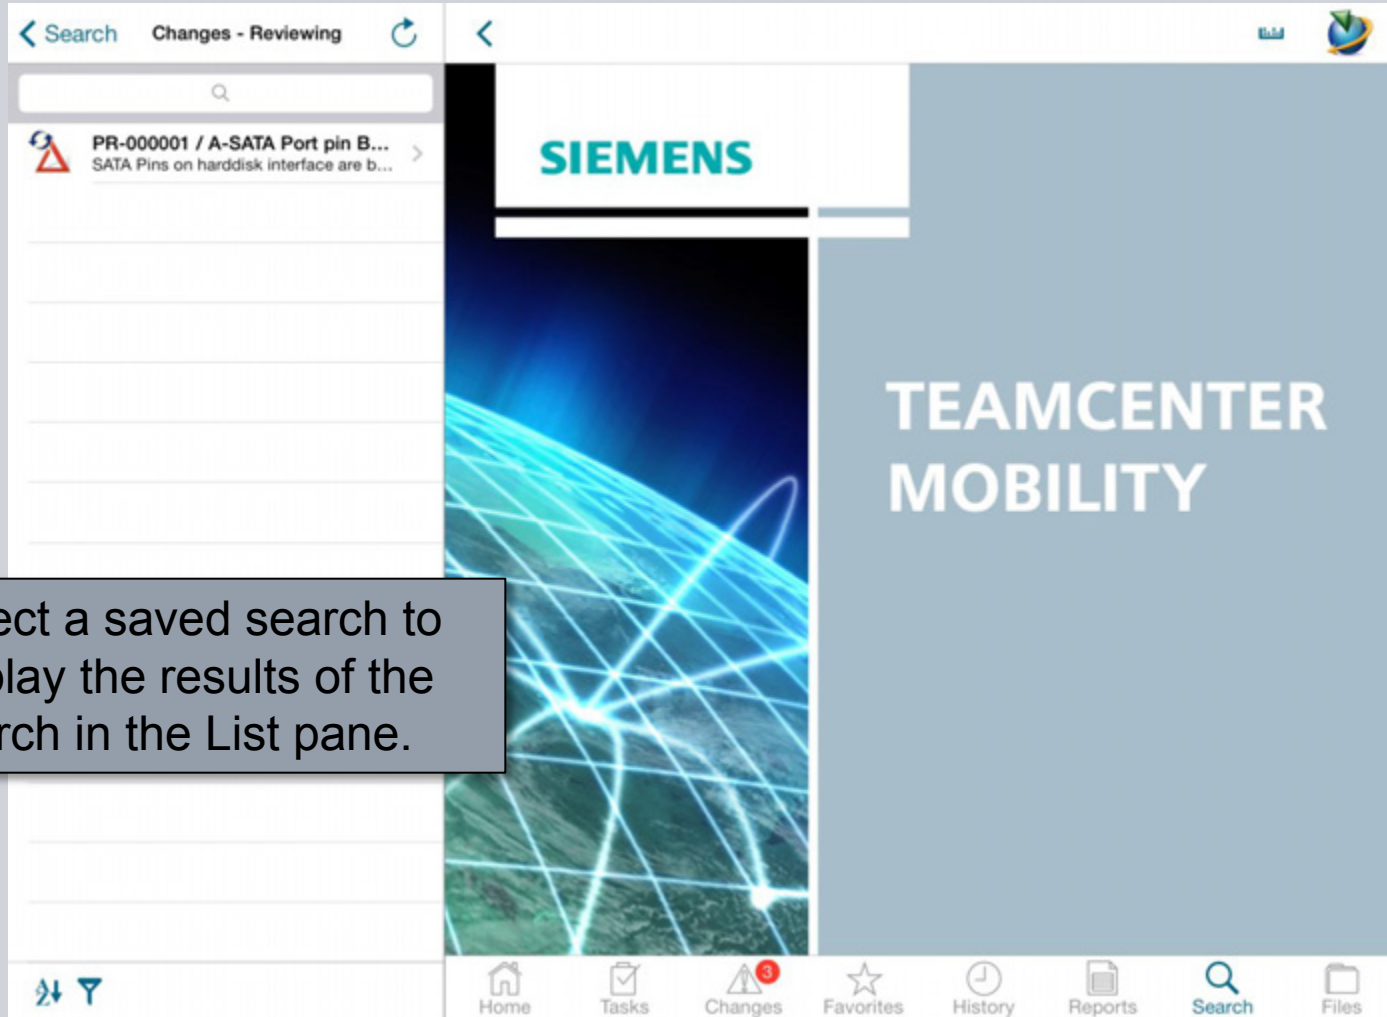 Search Changes - Reviewing
PR-000001 / A-SATA Port pin B...
SATA Pins on harddisk interface are b...
SIEMENS
TEAMCENTER
MOBILITY
ect a saved search to
play the results of the
rch in the List pane.
Home Tasks Changes 3 Favorites History Reports Search Files